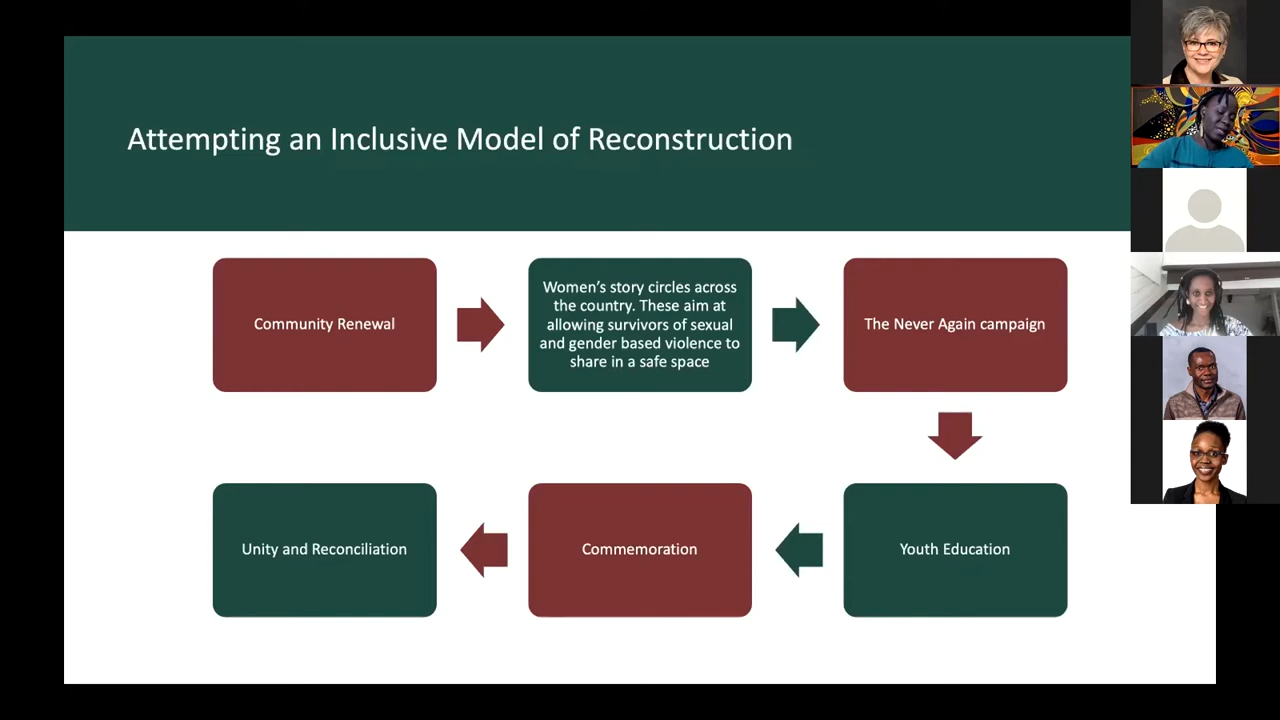 Attempting an Inclusive Model of Reconstruction
Community Renewal
Women’s story circles across
the country. These aim at
allowing survivors of sexual
and gender based violence to
share in a safe space
The Never Again campaign
Youth Education
Commemoration
Unity and Reconciliation